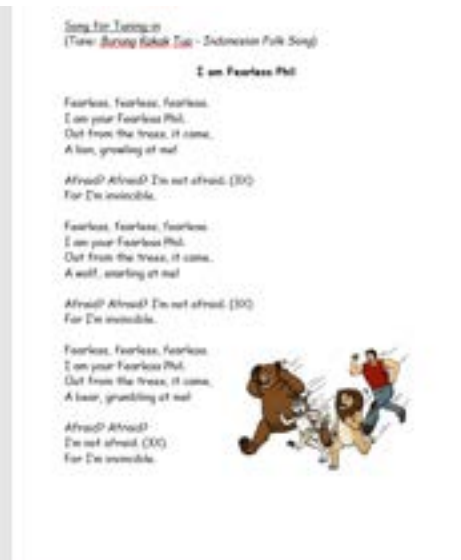 Song for Tuning in
(Tune: Burung Kakak Tua - Indonesian Folk Song)
I am Fearless Phil
Fearless, fearless, fearless.
I am your Fearless Phil.
Out from the trees, it came,
A lion, growling at me!
Afraid? Afraid? I'm not afraid. (3X)
For I'm invincible.
Fearless, fearless, fearless.
I am your Fearless Phil.
Out from the trees, it came,
A wolf, snarling at me!
Afraid? Afraid? I'm not afraid. (3X)
For I'm invincible.
Fearless, fearless, fearless.
I am your Fearless Phil.
Out from the trees, it came,
A bear, grumbling at me!
Afraid? Afraid?
I'm not afraid. (3X)
For I'm invincible.